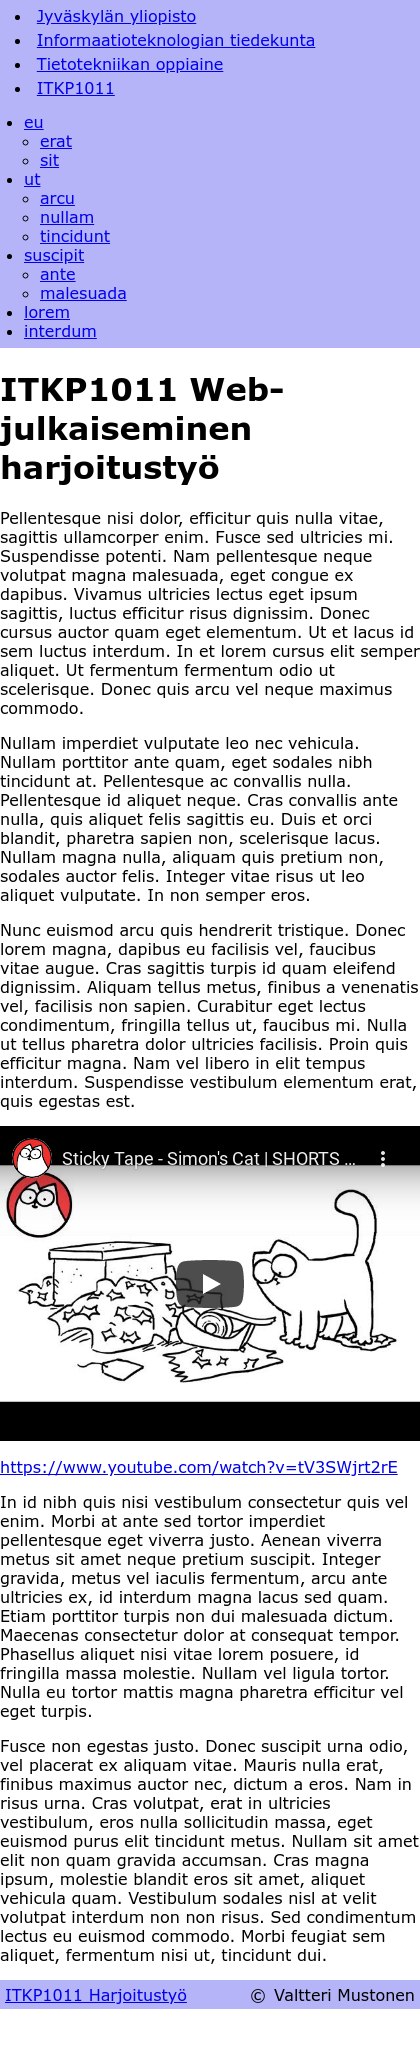 Jyväskylän yliopisto
Informaatioteknologian tiedekunta
Tietotekniikan oppiaine
ITKP1011
eu
erat
sit
ut
arcu
nullam
tincidunt
suscipit
ante
malesuada
lorem
interdum
ITKP1011 Web-
julkaiseminen
harjoitustyö
Pellentesque nisi dolor, efficitur quis nulla vitae,
sagittis ullamcorper enim. Fusce sed ultricies mi.
Suspendisse potenti. Nam pellentesque neque
volutpat magna malesuada, eget congue ex
dapibus. Vivamus ultricies lectus eget ipsum
sagittis, luctus efficitur risus dignissim. Donec
cursus auctor quam eget elementum. Ut et lacus id
sem luctus interdum. In et lorem cursus elit semper
aliquet. Ut fermentum fermentum odio ut
scelerisque. Donec quis arcu vel neque maximus
commodo.
Nullam imperdiet vulputate leo nec vehicula.
Nullam porttitor ante quam, eget sodales nibh
tincidunt at. Pellentesque ac convallis nulla.
Pellentesque id aliquet neque. Cras convallis ante
nulla, quis aliquet felis sagittis eu. Duis et orci
blandit, pharetra sapien non, scelerisque lacus.
Nullam magna nulla, aliquam quis pretium non,
sodales auctor felis. Integer vitae risus ut leo
aliquet vulputate. In non semper eros.
Nunc euismod arcu quis hendrerit tristique. Donec
lorem magna, dapibus eu facilisis vel, faucibus
vitae augue. Cras sagittis turpis id quam eleifend
dignissim. Aliquam tellus metus, finibus a venenatis
vel, facilisis non sapien. Curabitur eget lectus
condimentum, fringilla tellus ut, faucibus mi. Nulla
ut tellus pharetra dolor ultricies facilisis. Proin quis
efficitur magna. Nam vel libero in elit tempus
interdum. Suspendisse vestibulum elementum erat,
quis egestas est.
Sticky Tape - Simon's Cat | SHORTS ...
https://www.youtube.com/watch?v=tV3SWjrt2rE
In id nibh quis nisi vestibulum consectetur quis vel
enim. Morbi at ante sed tortor imperdiet
pellentesque eget viverra justo. Aenean viverra
metus sit amet neque pretium suscipit. Integer
gravida, metus vel iaculis fermentum, arcu ante
ultricies ex, id interdum magna lacus sed quam.
Etiam porttitor turpis non dui malesuada dictum.
Maecenas consectetur dolor at consequat tempor.
Phasellus aliquet nisi vitae lorem posuere, id
fringilla massa molestie. Nullam vel ligula tortor.
Nulla eu tortor mattis magna pharetra efficitur vel
eget turpis.
Fusce non egestas justo. Donec suscipit urna odio,
vel placerat ex aliquam vitae. Mauris nulla erat,
finibus maximus auctor nec, dictum a eros. Nam in
risus urna. Cras volutpat, erat in ultricies
vestibulum, eros nulla sollicitudin massa, eget
euismod purus elit tincidunt metus. Nullam sit amet
elit non quam gravida accumsan. Cras magna
ipsum, molestie blandit eros sit amet, aliquet
vehicula quam. Vestibulum sodales nisl at velit
volutpat interdum non non risus. Sed condimentum
lectus eu euismod commodo. Morbi feugiat sem
aliquet, fermentum nisi ut, tincidunt dui.
ITKP1011 Harjoitustyö © Valtteri Mustonen